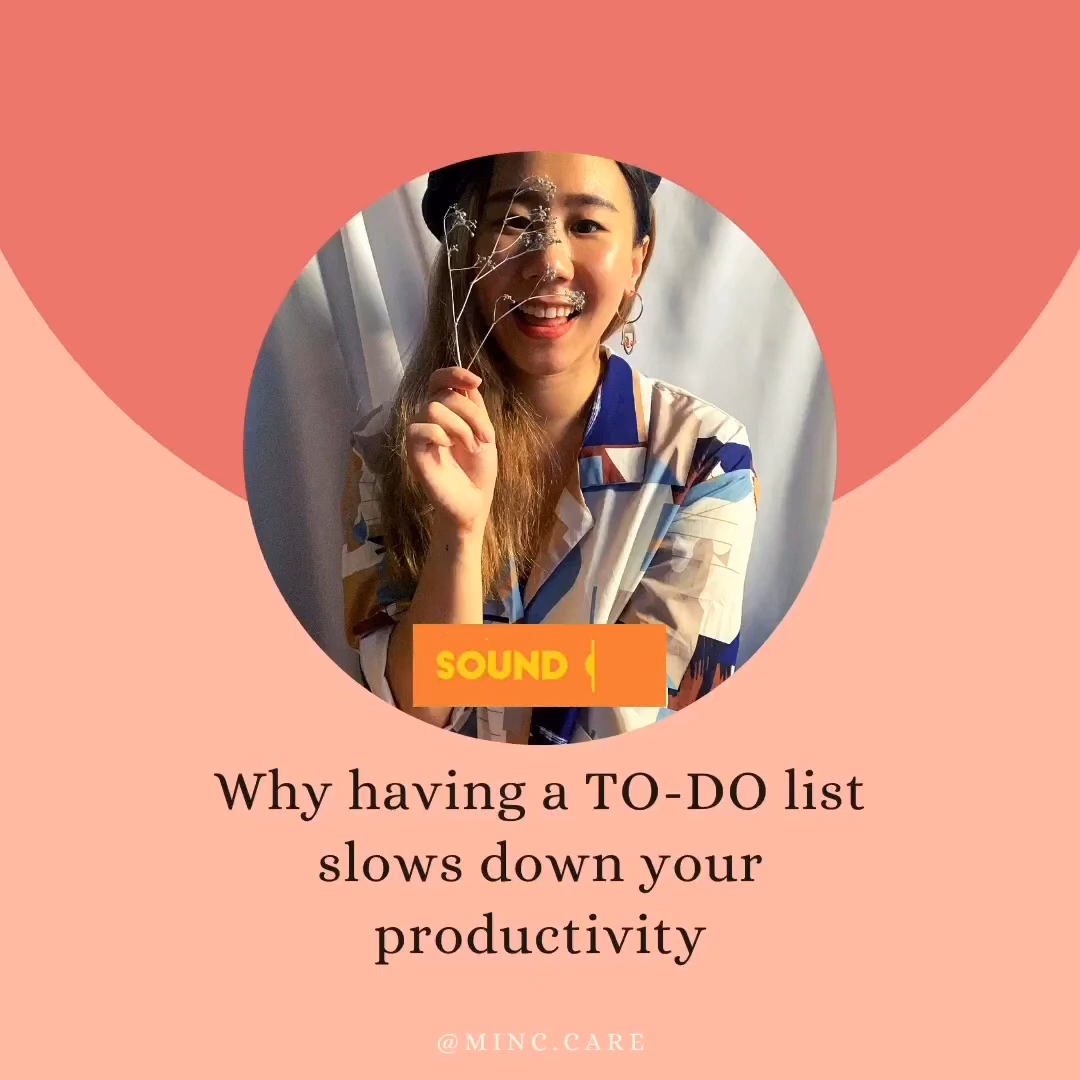 SOUND
Why having a TO-DO list
slows down your
productivity
@MINC.CARE